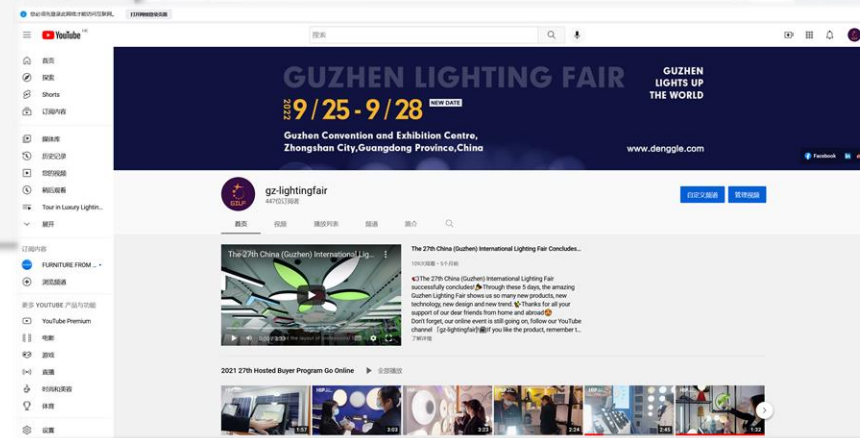 您必须先登录此网络才能访问互联网。
打开网络登录页面
YouTube HK
搜索
首页
探索
Shorts
订阅内容
媒体库
历史记录
您的视频
稍后观看
Tour in Luxury Lightin...
展开
订阅内容
FURNITURE FROM ...
浏览频道
更多 YOUTUBE 产品与功能
YouTube Premium
电影
游戏
直播
时尚和美容
体育
设置
GUZHEN LIGHTING FAIR
2022 9/25-9/28 NEW DATE
Guzhen Convention and Exhibition Centre,
Zhongshan City,Guangdong Province,China
GUZHEN
LIGHTS UP
THE WORLD
www.denggle.com
Facebook
GILF
gz-lightingfair
447位订阅者
自定义频道
管理视频
首页 视频 播放列表 频道 简介
The 27th China (Guzhen) International Lig...
0:00 / 3:33
The 27th China (Guzhen) International Lighting Fair Concludes...
The 27th China (Guzhen) International Lighting Fair
successfully concludes! Through these 5 days, the amazing
Guzhen Lighting Fair shows us so many new products, new
technology, new design and new trend. Thanks for all your
support of our dear friends from home and abroad
Don't forget, our online event is still going on, follow our YouTube
channel「gz-lightingfair」 if you like the product, remember t...
了解详细
2021 27th Hosted Buyer Program Go Online
全部播放
1:57
3:03
3:23
2:24
2:45
1:32